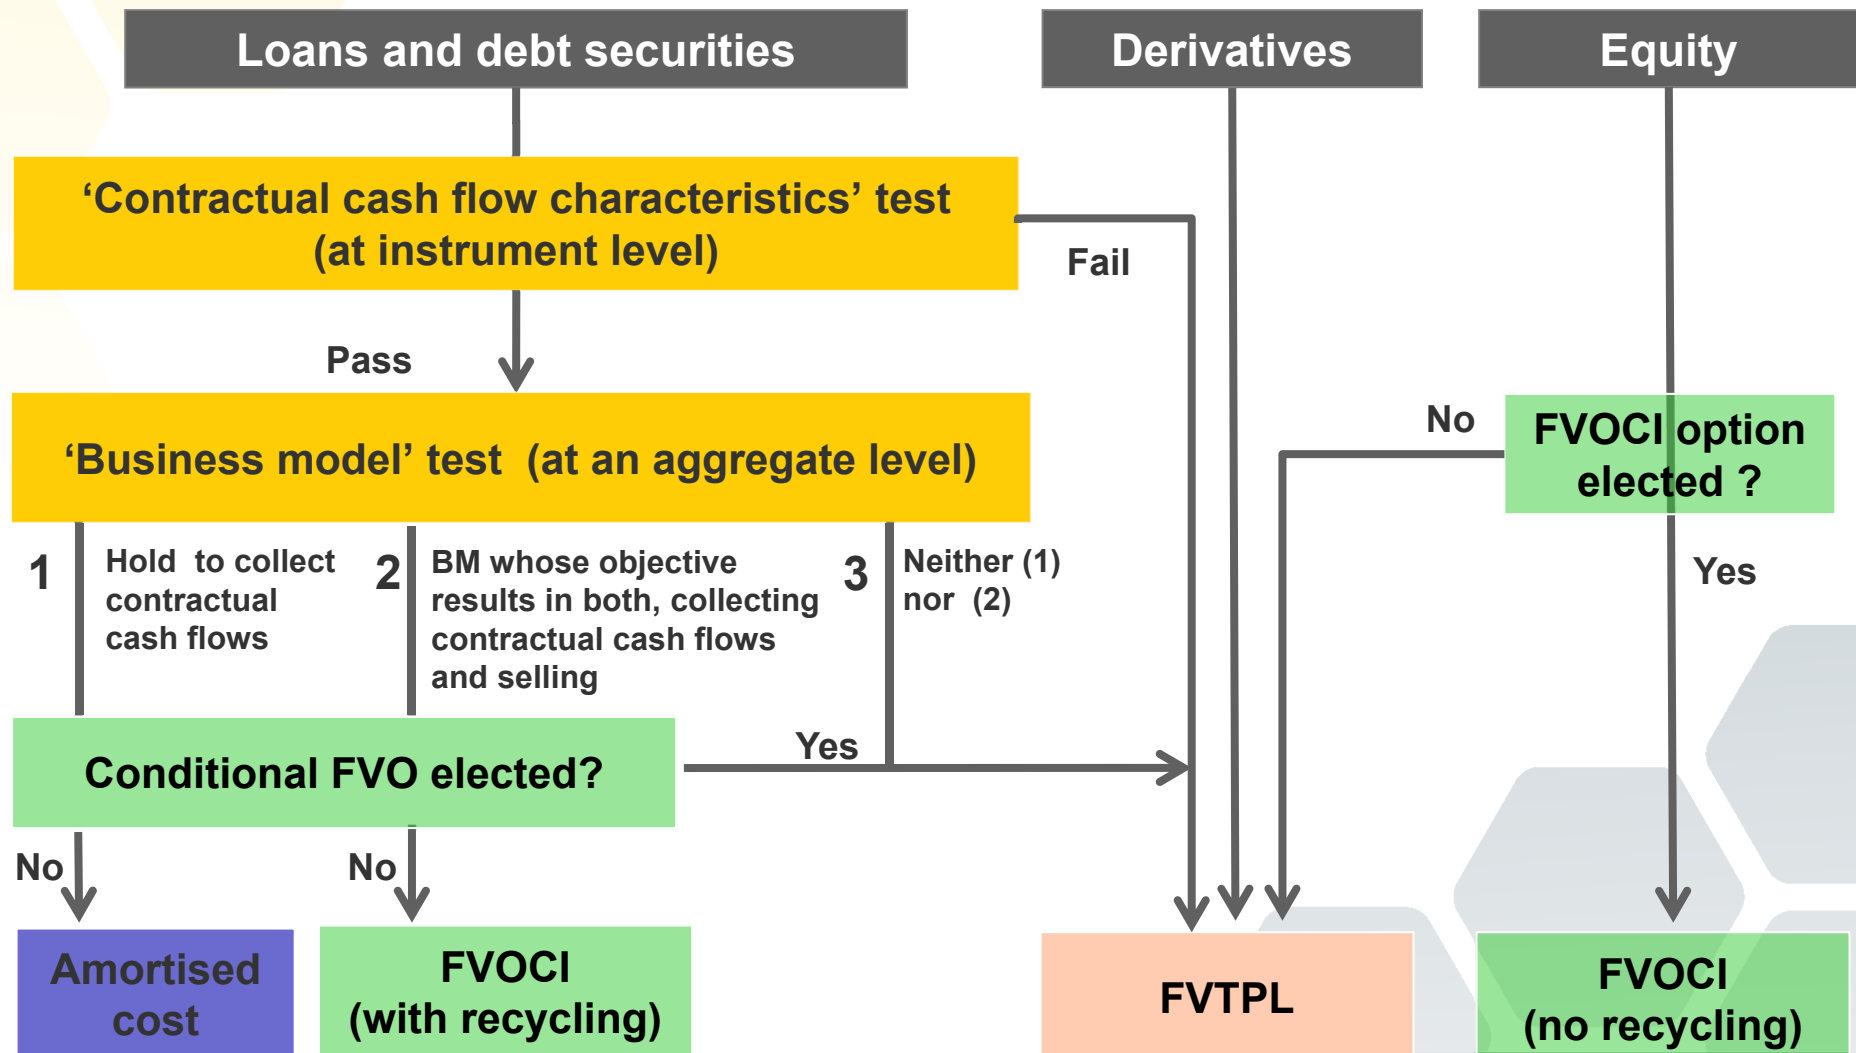 Loans and debt securities
Derivatives
Equity
‘Contractual cash flow characteristics’ test
(at instrument level)
Fail
Pass
‘Business model’ test (at an aggregate level)
No
FVOCI option
elected ?
1
Hold to collect
contractual
cash flows
2
BM whose objective
results in both, collecting
contractual cash flows
and selling
3
Neither (1)
nor (2)
Yes
Conditional FVO elected?
Yes
No
No
Amortised
cost
FVOCI
(with recycling)
FVTPL
FVOCI
(no recycling)